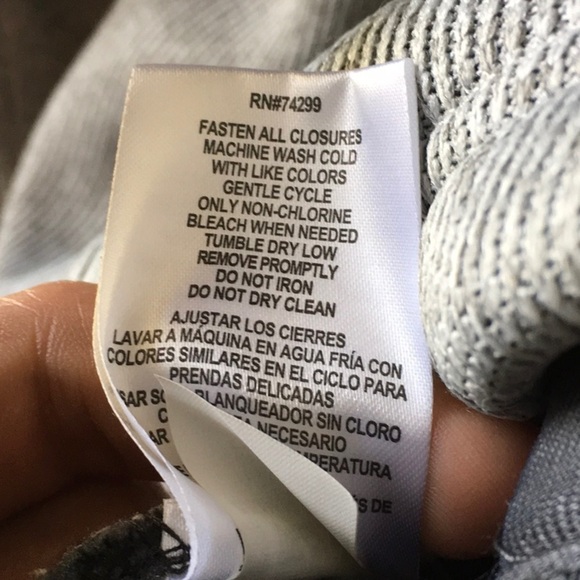 RN#74299
FASTEN ALL CLOSURES
MACHINE WASH COLD
WITH LIKE COLORS
GENTLE CYCLE
ONLY NON-CHLORINE
BLEACH WHEN NEEDED
TUMBLE DRY LOW
REMOVE PROMPTLY
DO NOT IRON
DO NOT DRY CLEAN
AJUSTAR LOS CIERRES
LAVAR A MÁQUINA EN AGUA FRÍA CON
COLORES SIMILARES EN EL CICLO PARA
PRENDAS DELICADAS
BLANQUEADOR SIN CLORO
NECESARIO
DE